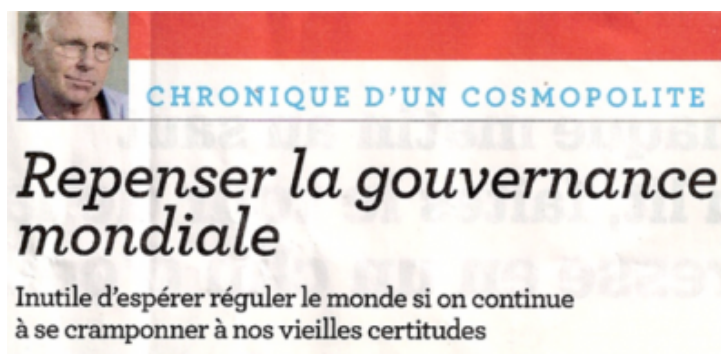 CHRONIQUE D'UN COSMOPOLITE
Repenser la gouvernance
mondiale
Inutile d'espérer réguler le monde si on continue
à se cramponner à nos vieilles certitudes